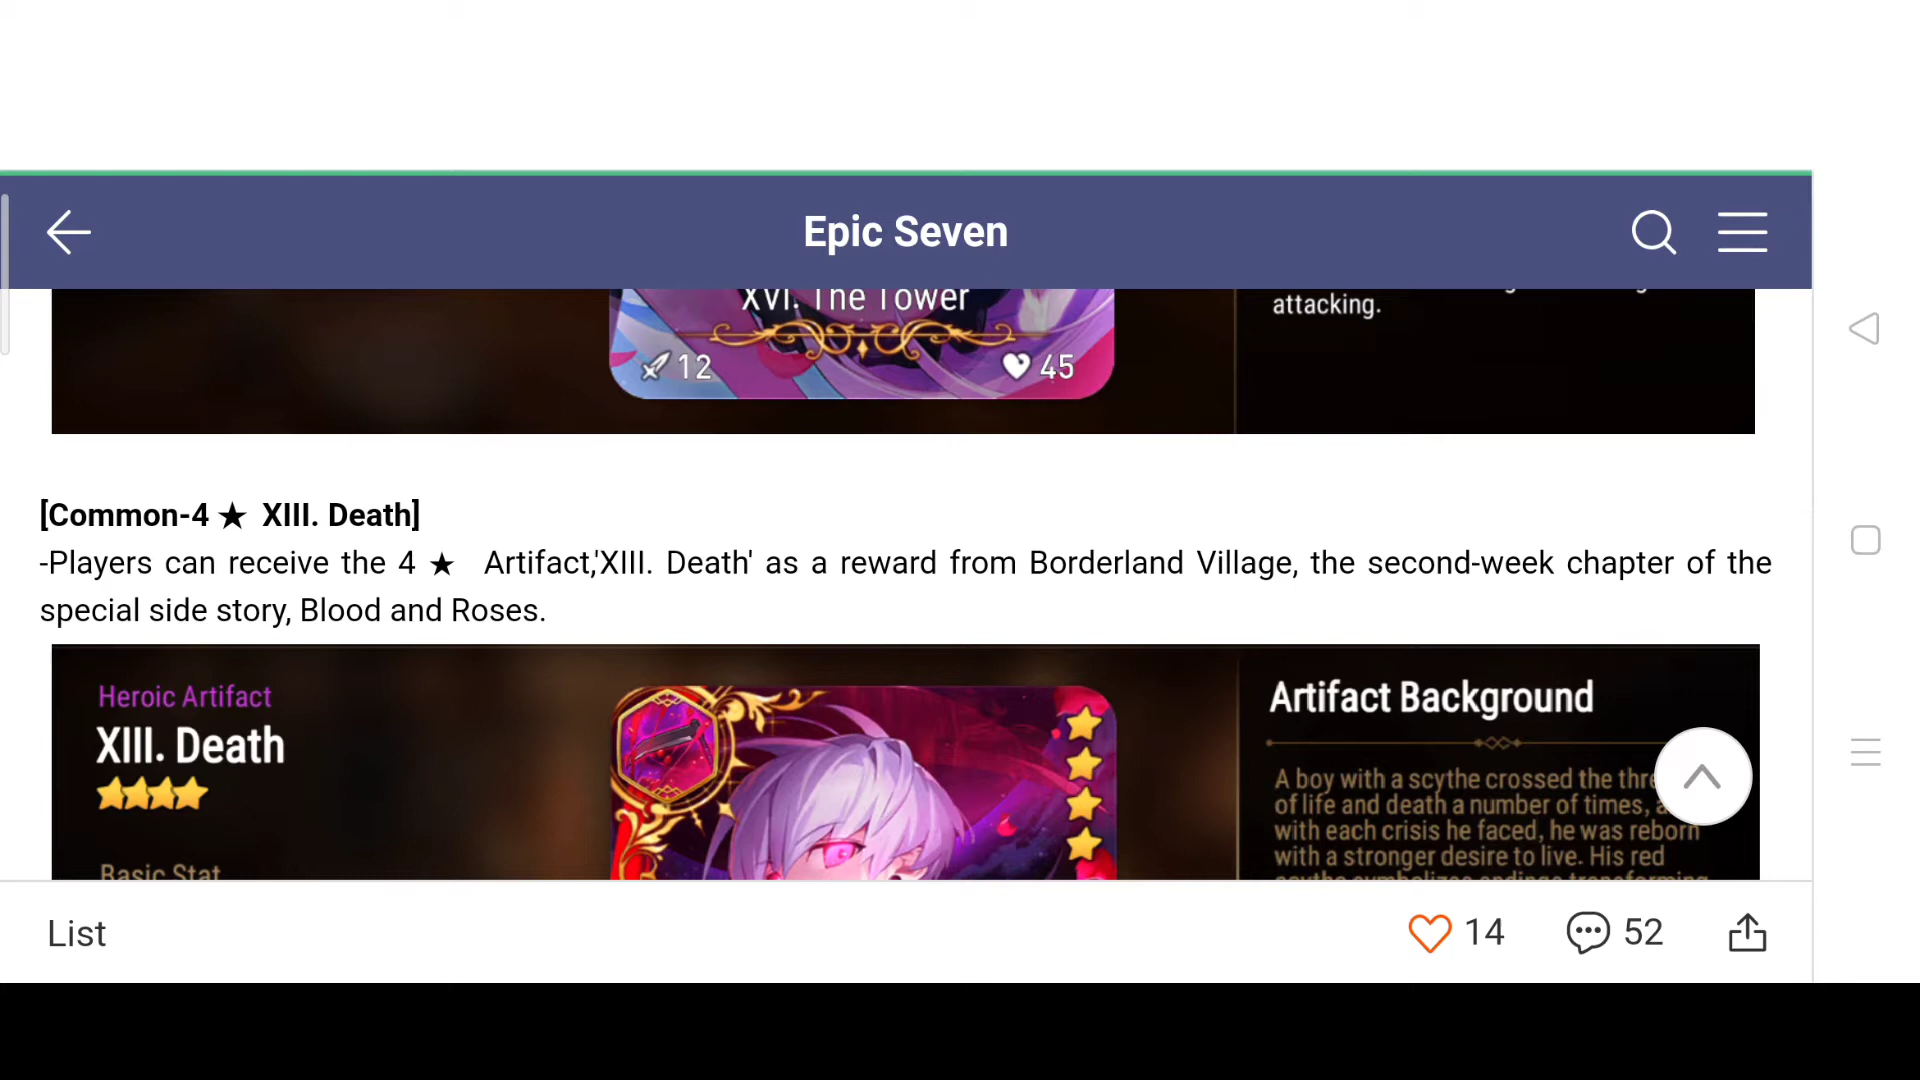 Epic Seven
XVI. The Tower
attacking.
12
45
[Common-4 ★ XIII. Death]
-Players can receive the 4 ★ Artifact,'XIII. Death' as a reward from Borderland Village, the second-week chapter of the
special side story, Blood and Roses.
Heroic Artifact
XIII. Death
Basic Stat
Artifact Background
A boy with a scythe crossed the
of life and death a number of times,
with each crisis he faced, he was reborn
with a stronger desire to live. His red
List
14
52